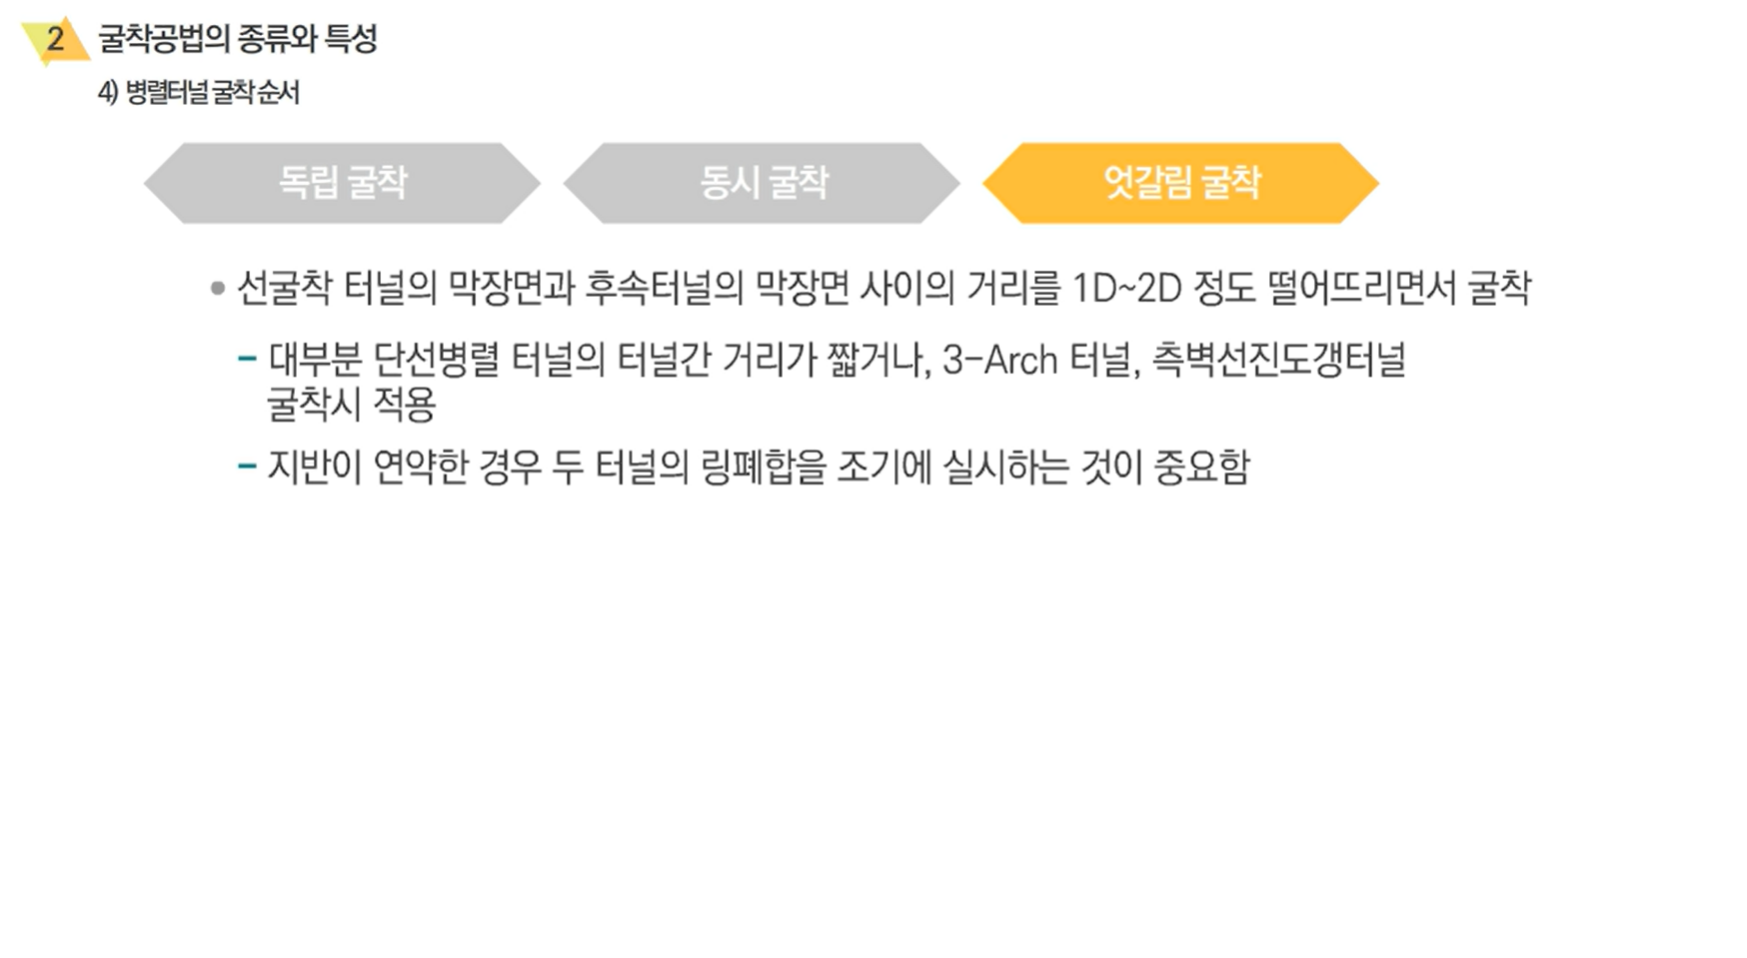 2 굴착공법의 종류와 특성
4) 병렬터널 굴착 순서
독립 굴착 동시 굴착 엇갈림 굴착
• 선굴착 터널의 막장면과 후속터널의 막장면 사이의 거리를 1D~2D 정도 떨어뜨리면서 굴착
– 대부분 단선병렬 터널의 터널간 거리가 짧거나, 3-Arch 터널, 측벽선진도갱터널
굴착시 적용
– 지반이 연약한 경우 두 터널의 링폐합을 조기에 실시하는 것이 중요함